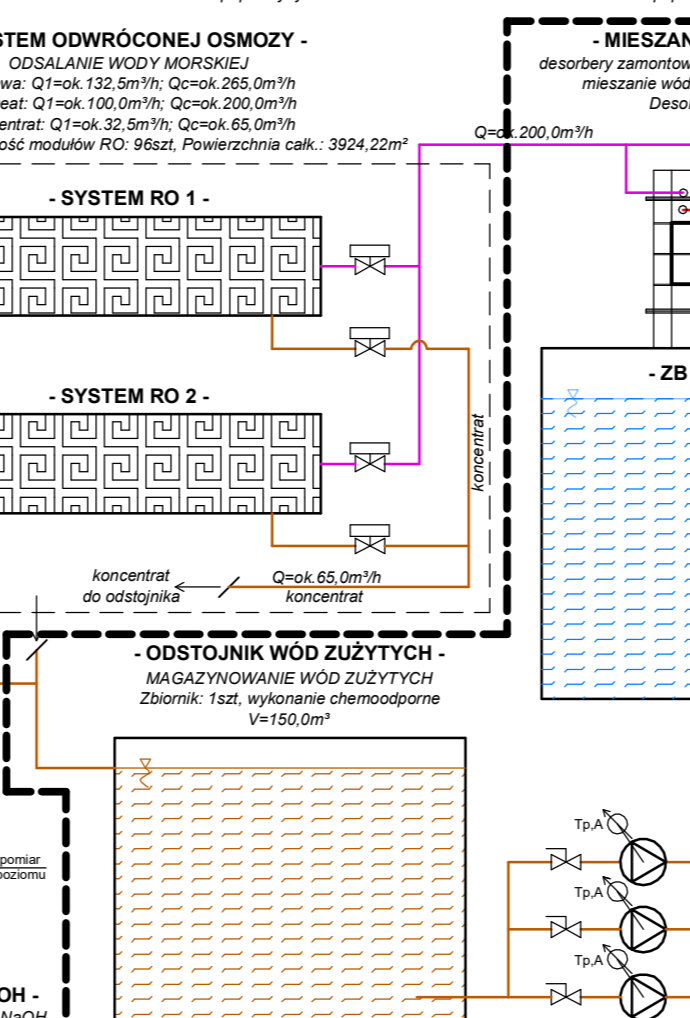 STEM ODWRÓCONEJ OSMOZY -
ODSALANIE WODY MORSKIEJ
wa: Q1=ok.132,5m³/h; Qc=ok.265,0m³/h
eat: Q1=ok.100,0m³/h; Qc=ok.200,0m³/h
entrat: Q1=ok.32,5m³/h; Qc=ok.65,0m³/h
ość modułów RO: 96szt, Powierzchnia całk.: 3924,22m²
- MIESZAN
desorbery zamontow
mieszanie wód
Deso
Q=ok.200,0m³/h
- SYSTEM RO 1 -
- SYSTEM RO 2 -
- ZB
koncentrat
koncentrat
do odstojnika
Q=ok.65,0m³/h
koncentrat
- ODSTOJNIK WÓD ZUŻYTYCH -
MAGAZYNOWANIE WÓD ZUŻYTYCH
Zbiornik: 1szt, wykonanie chemoodporne
V=150,0m³
pomiar
poziomu
Tp,A
Tp,A
Tp,A
OH -
NaOH